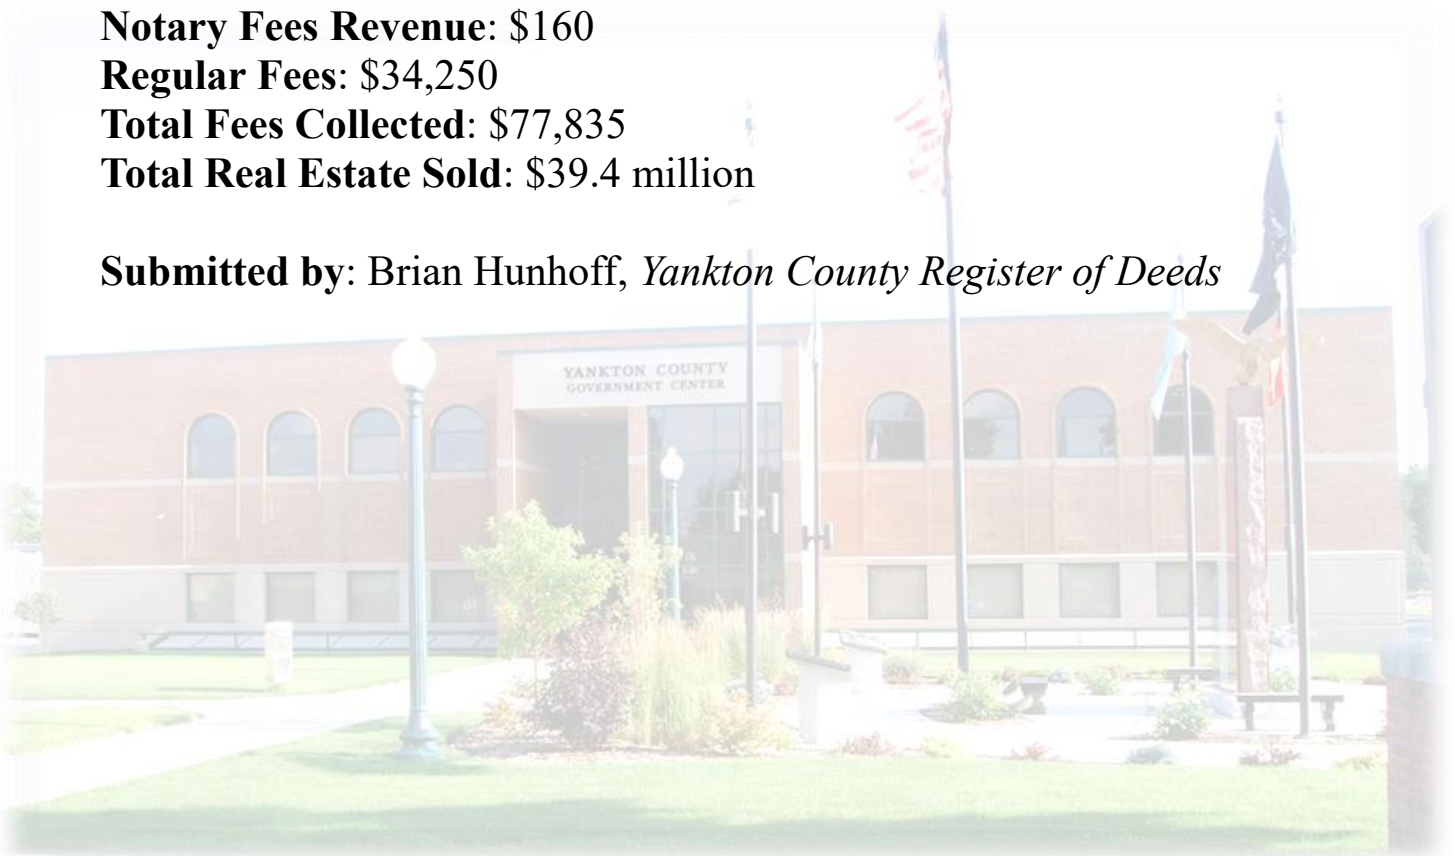 Notary Fees Revenue: $160
Regular Fees: $34,250
Total Fees Collected: $77,835
Total Real Estate Sold: $39.4 million
Submitted by: Brian Hunhoff, Yankton County Register of Deeds
YANKTON COUNTY
GOVERNMENT CENTER